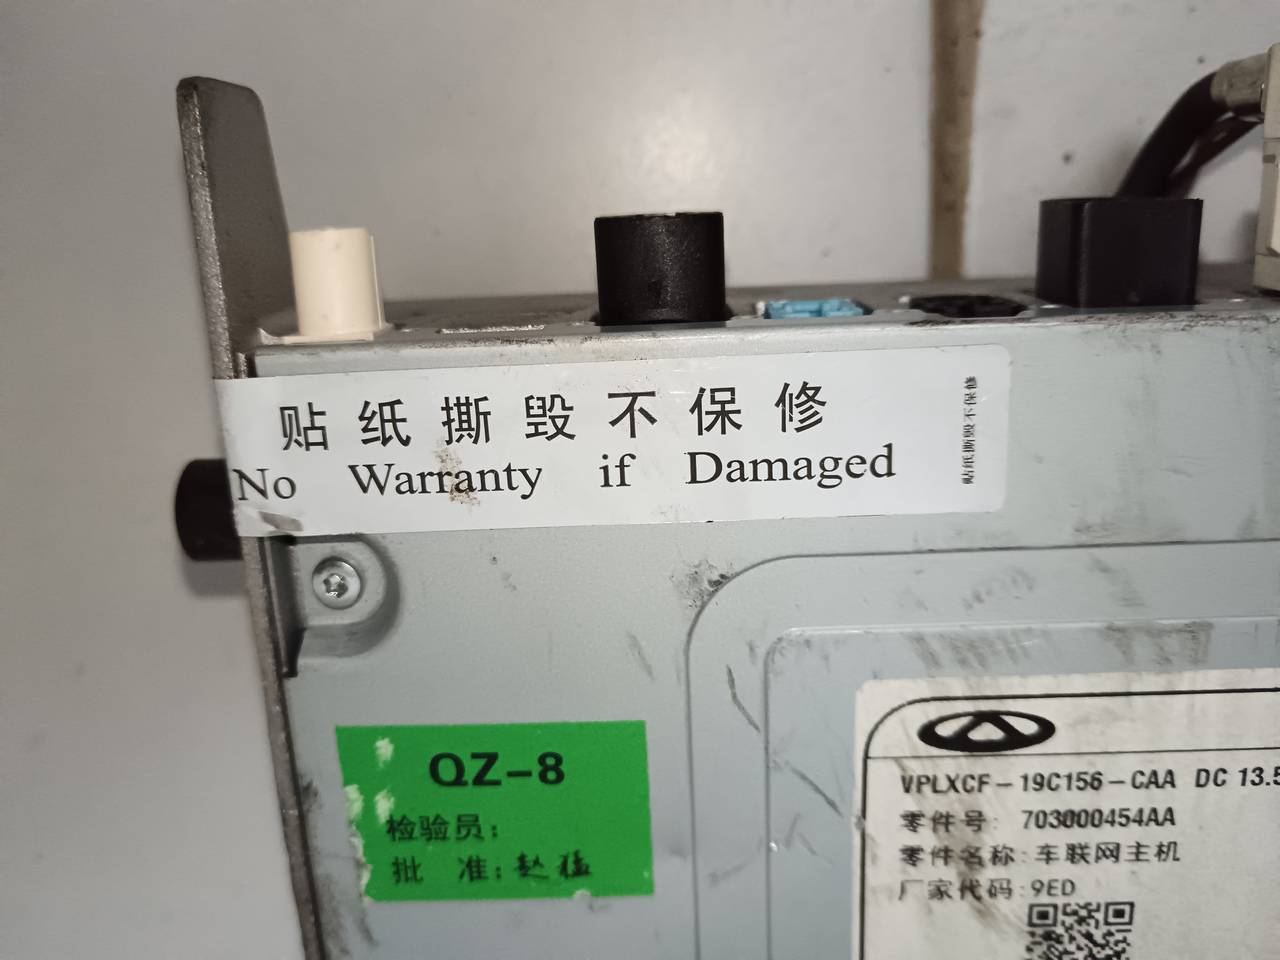 贴纸撕毁不保修
No Warranty if Damaged
贴纸撕毁不保修
QZ-8
检验员:
批 准: 赵猛
VPLXCF-19C156-CAA DC 13.5
零件号: 703000454AA
零件名称: 车联网主机
厂家代码: 9ED